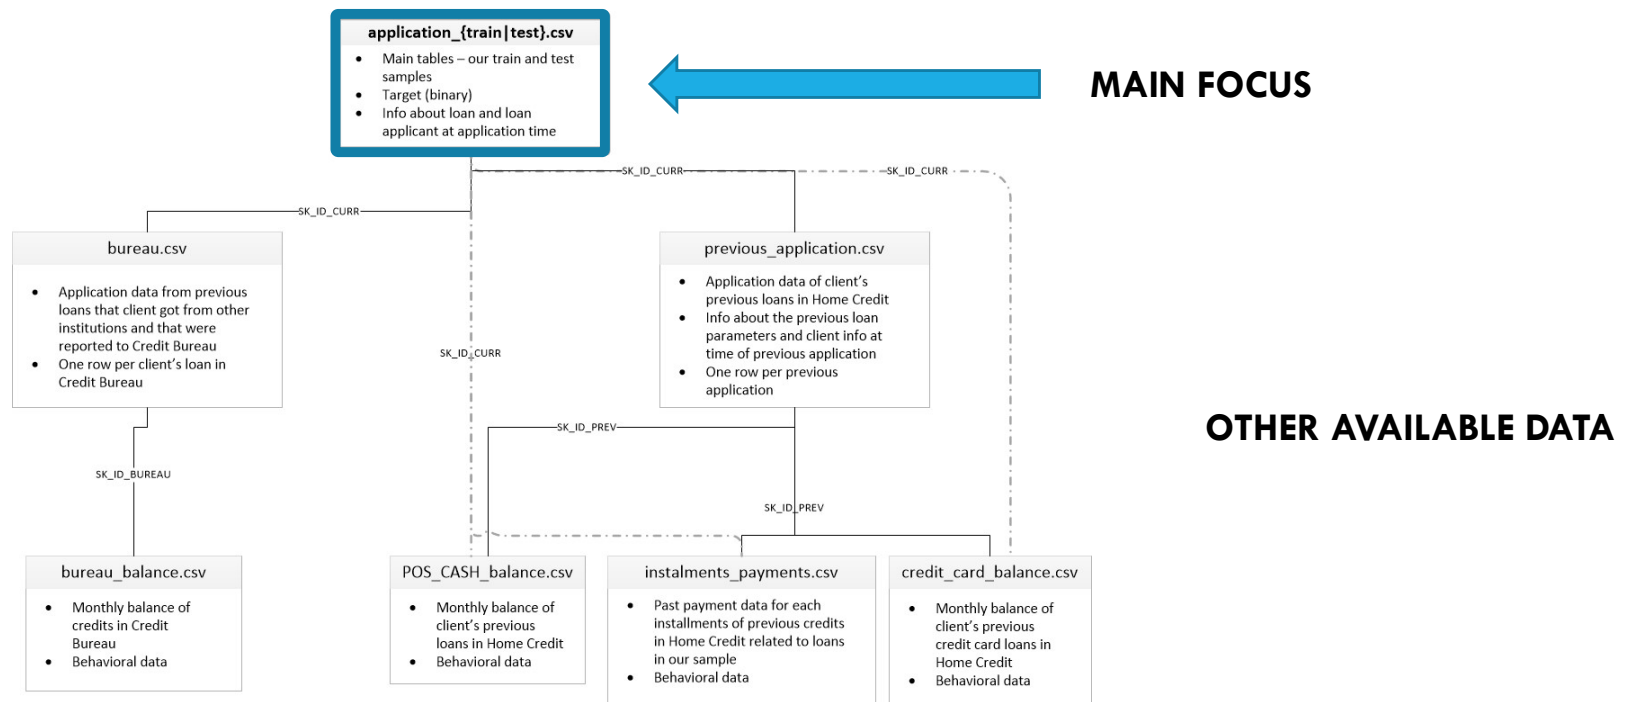 application_{train|test}.csv
Main tables – our train and test
samples
Target (binary)
Info about loan and loan
applicant at application time
MAIN FOCUS
SK_ID_CURR
SK_ID_CURR
SK_ID_CURR
bureau.csv
Application data from previous
loans that client got from other
institutions and that were
reported to Credit Bureau
One row per client's loan in
Credit Bureau
previous_application.csv
Application data of client's
previous loans in Home Credit
Info about the previous loan
parameters and client info at
time of previous application
One row per previous
application
SK_ID_CURR
OTHER AVAILABLE DATA
SK_ID_PREV
SK_ID_BUREAU
SK_ID_PREV
bureau_balance.csv
Monthly balance of
credits in Credit
Bureau
Behavioral data
POS_CASH_balance.csv
Monthly balance of
client's previous
loans in Home Credit
Behavioral data
instalments_payments.csv
Past payment data for each
installments of previous credits
in Home Credit related to loans
in our sample
Behavioral data
credit_card_balance.csv
Monthly balance of
client's previous
credit card loans in
Home Credit
Behavioral data